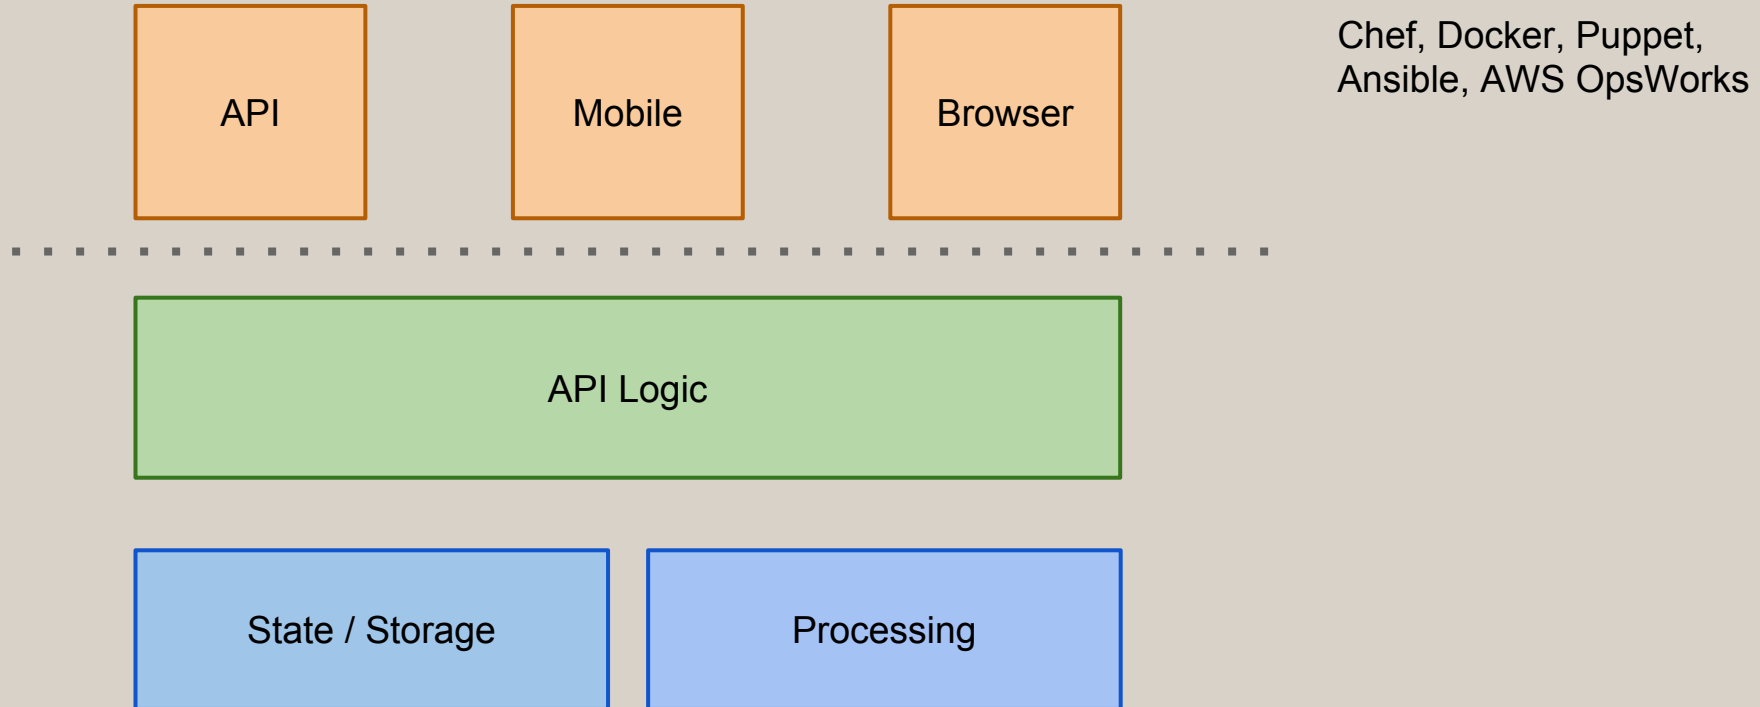 API
Mobile
Browser
Chef, Docker, Puppet,
Ansible, AWS OpsWorks
API Logic
State / Storage
Processing